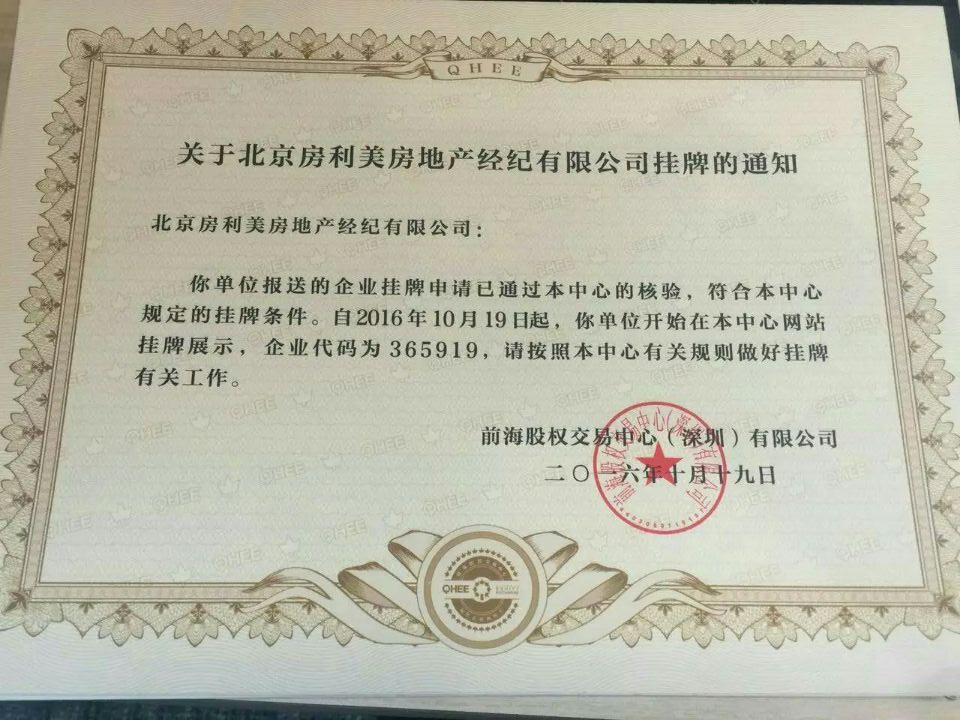 QHEE
关于北京房利美房地产经纪有限公司挂牌的通知
北京房利美房地产经纪有限公司：
你单位报送的企业挂牌申请已通过本中心的核验，符合本中心
规定的挂牌条件。自2016年10月19日起，你单位开始在本中心网站
挂牌展示，企业代码为365919，请按照本中心有关规则做好挂牌
有关工作。
前海股权交易中心（深圳）有限公司
二〇一六年十月十九日
QHEE